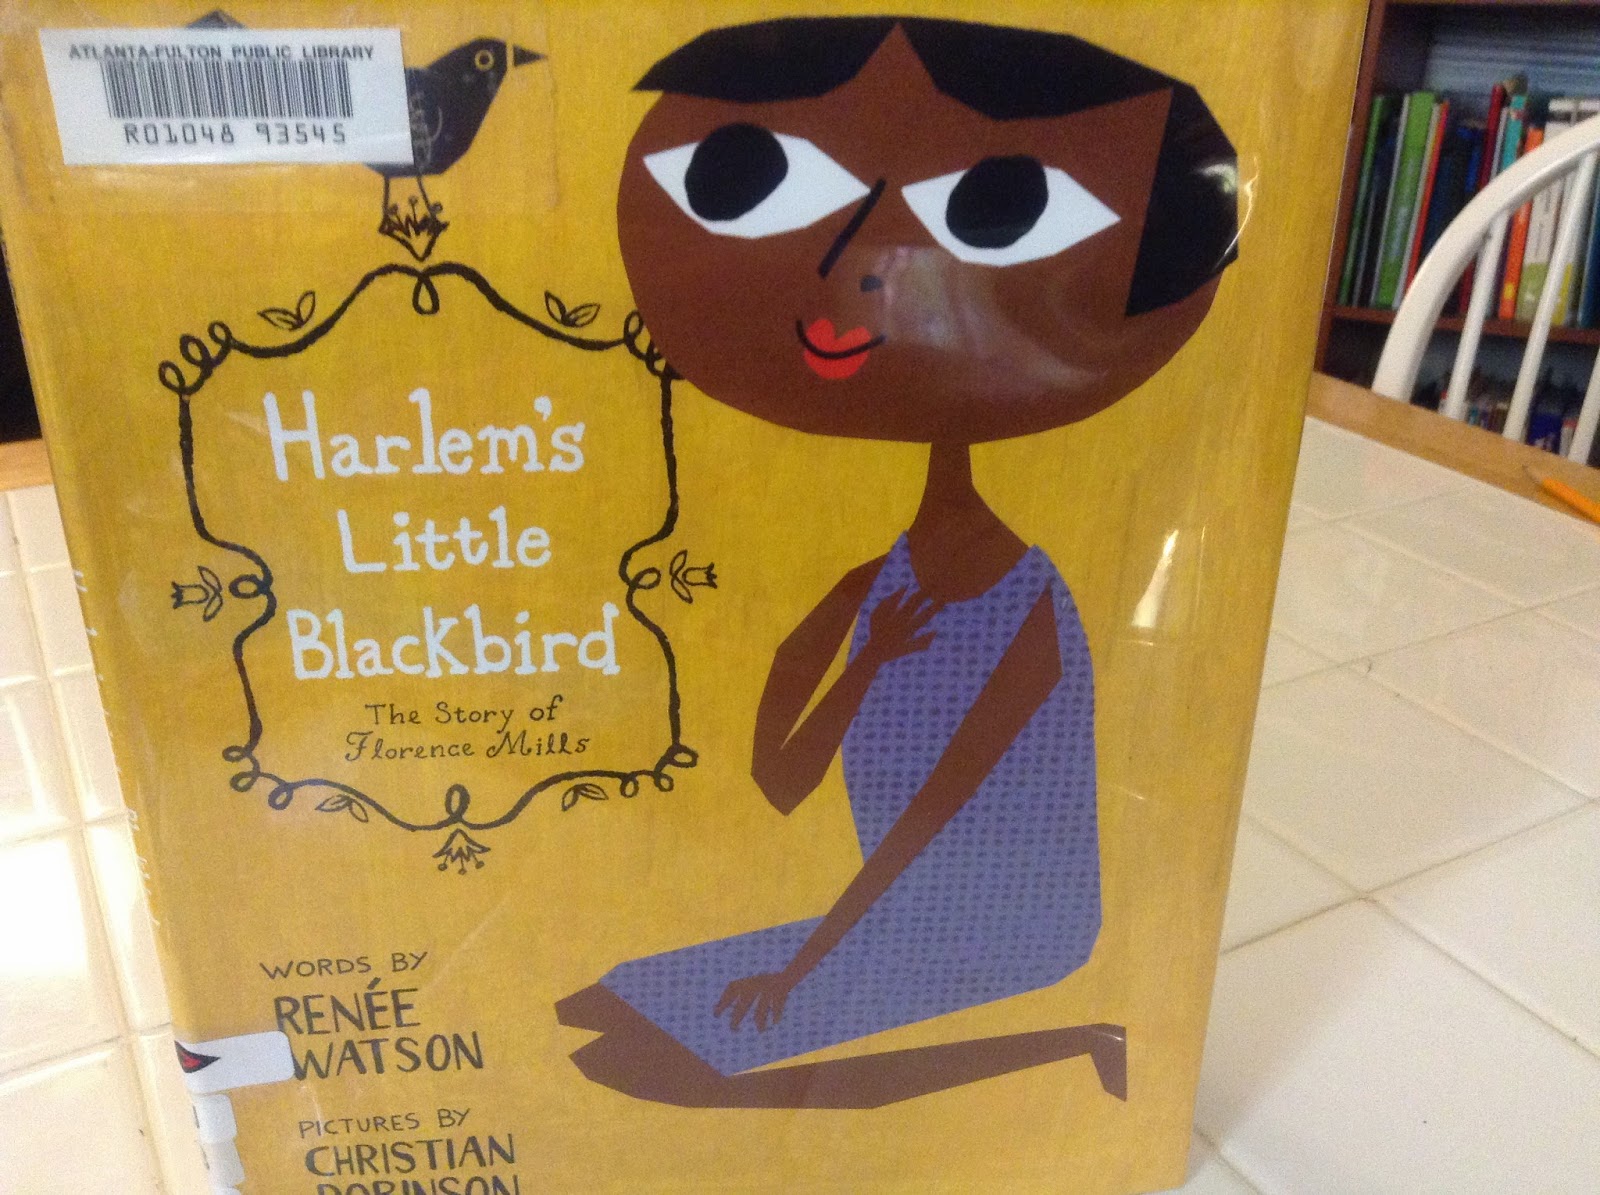 ATLANTA-FULTON PUBLIC LIBRARY
R01048 93545
Harlem's
Little
Blackbird
The Story of
Florence Mills
WORDS BY
RENÉE
WATSON
PICTURES BY
CHRISTIAN
ROBINSON